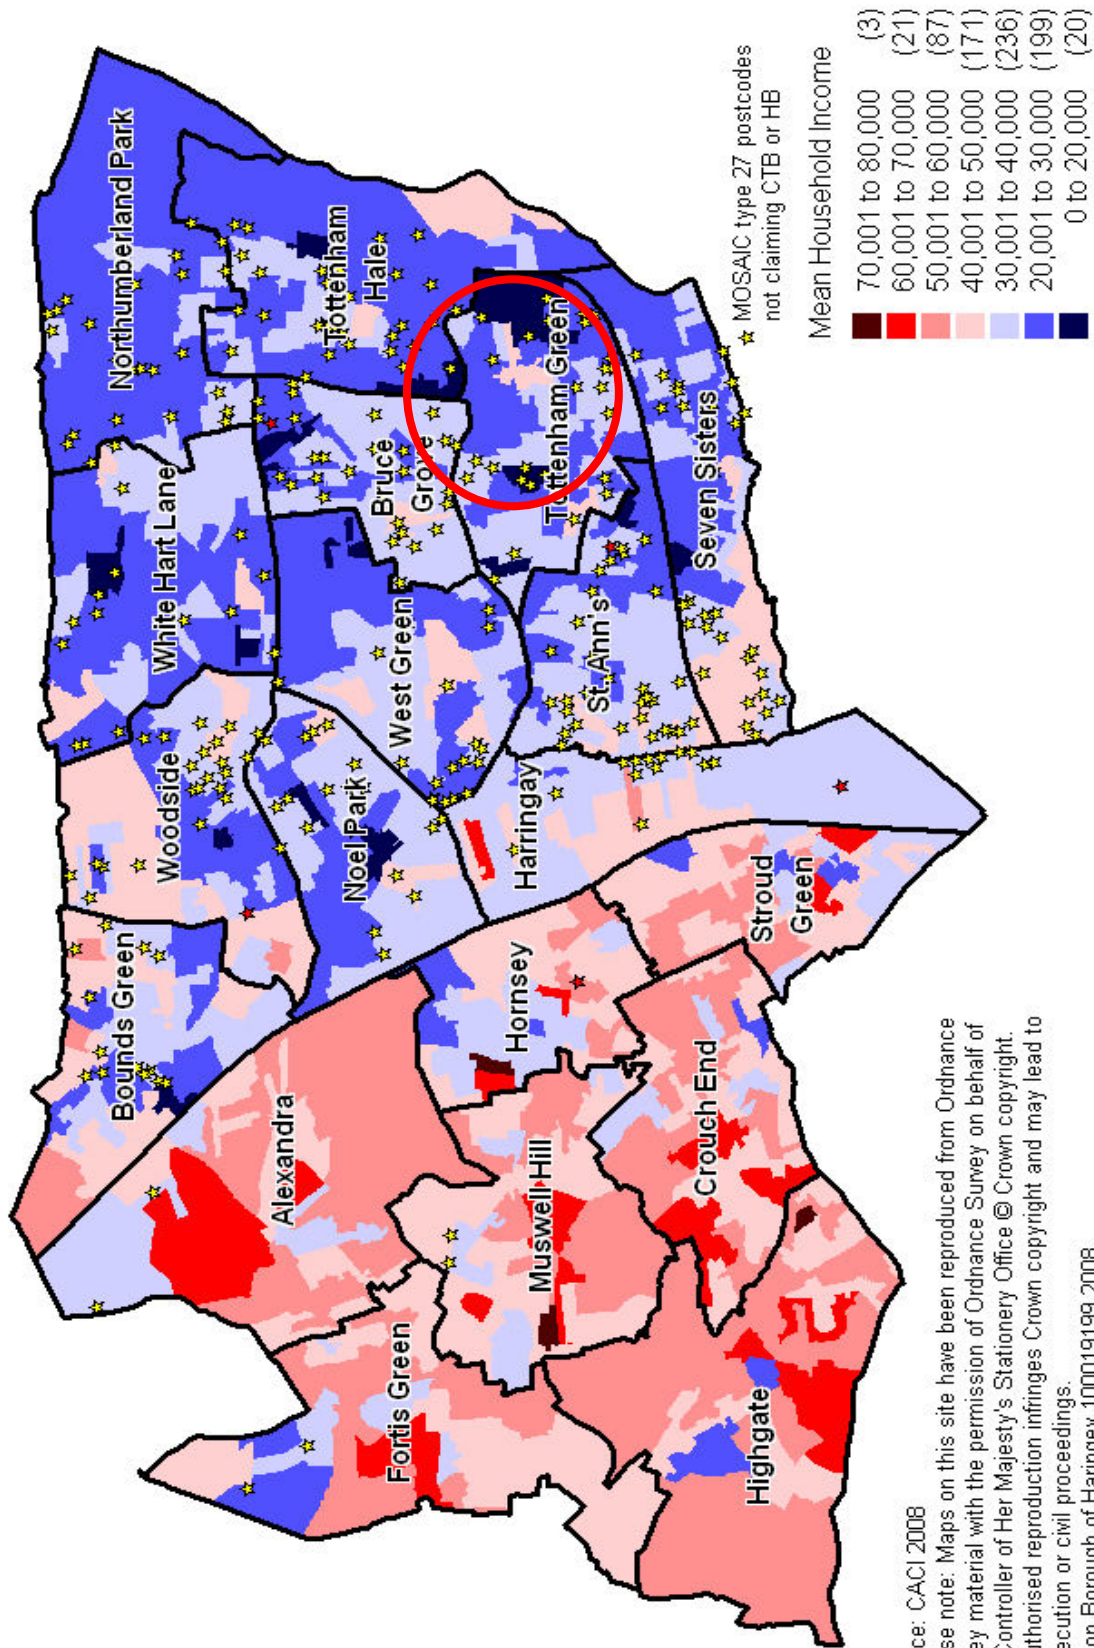 Northumberland Park
Tottenham
Hale
White Hart Lane
Bruce
Grove
Tottenham Green
Woodside
West Green
Seven Sisters
Noel Park
St. Ann's
Bounds Green
Harringay
Alexandra
Hornsey
Stroud
Green
Fortis Green
Muswell Hill
Crouch End
Highgate
MOSAIC type 27 postcodes
not claiming CTB or HB
Mean Household Income
70,001 to 80,000 (3)
60,001 to 70,000 (21)
50,001 to 60,000 (87)
40,001 to 50,000 (171)
30,001 to 40,000 (236)
20,001 to 30,000 (199)
0 to 20,000 (20)
ce: CACI 2008
se note: Maps on this site have been reproduced from Ordnance
ey material with the permission of Ordnance Survey on behalf of
Controller of Her Majesty's Stationery Office © Crown copyright.
uthorised reproduction infringes Crown copyright and may lead to
ecution or civil proceedings.
on Borough of Haringey 100019199 2008